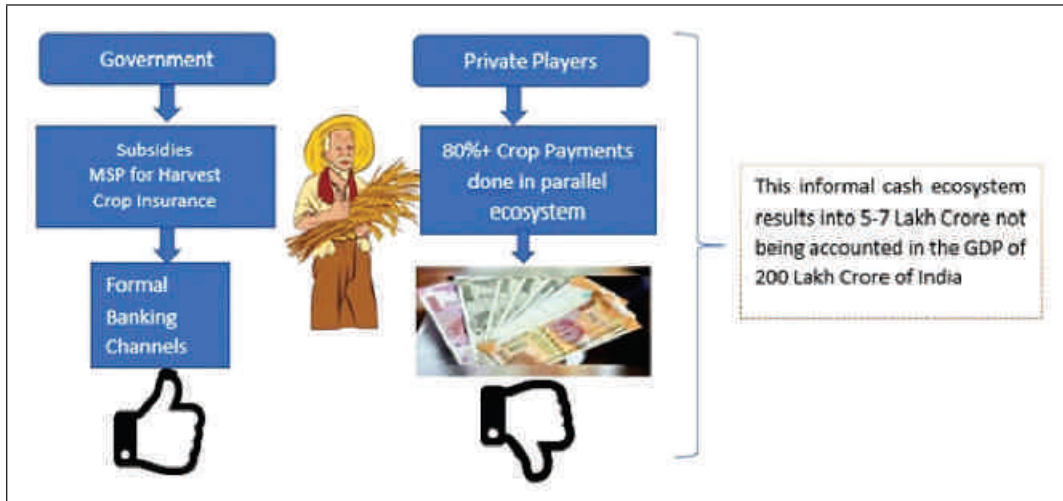 Government
Subsidies
MSP for Harvest
Crop Insurance
Formal
Banking
Channels
Private Players
80%+ Crop Payments
done in parallel
ecosystem
This informal cash ecosystem
results into 5-7 Lakh Crore not
being accounted in the GDP of
200 Lakh Crore of India